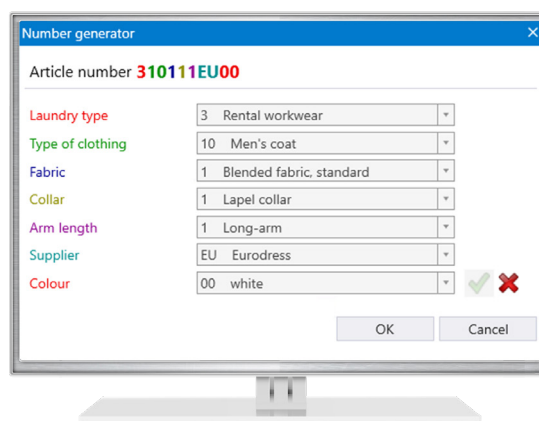 Number generator
Article number 310111EU00
Laundry type 3 Rental workwear
Type of clothing 10 Men's coat
Fabric 1 Blended fabric, standard
Collar 1 Lapel collar
Arm length 1 Long-arm
Supplier EU Eurodress
Colour 00 white
OK Cancel